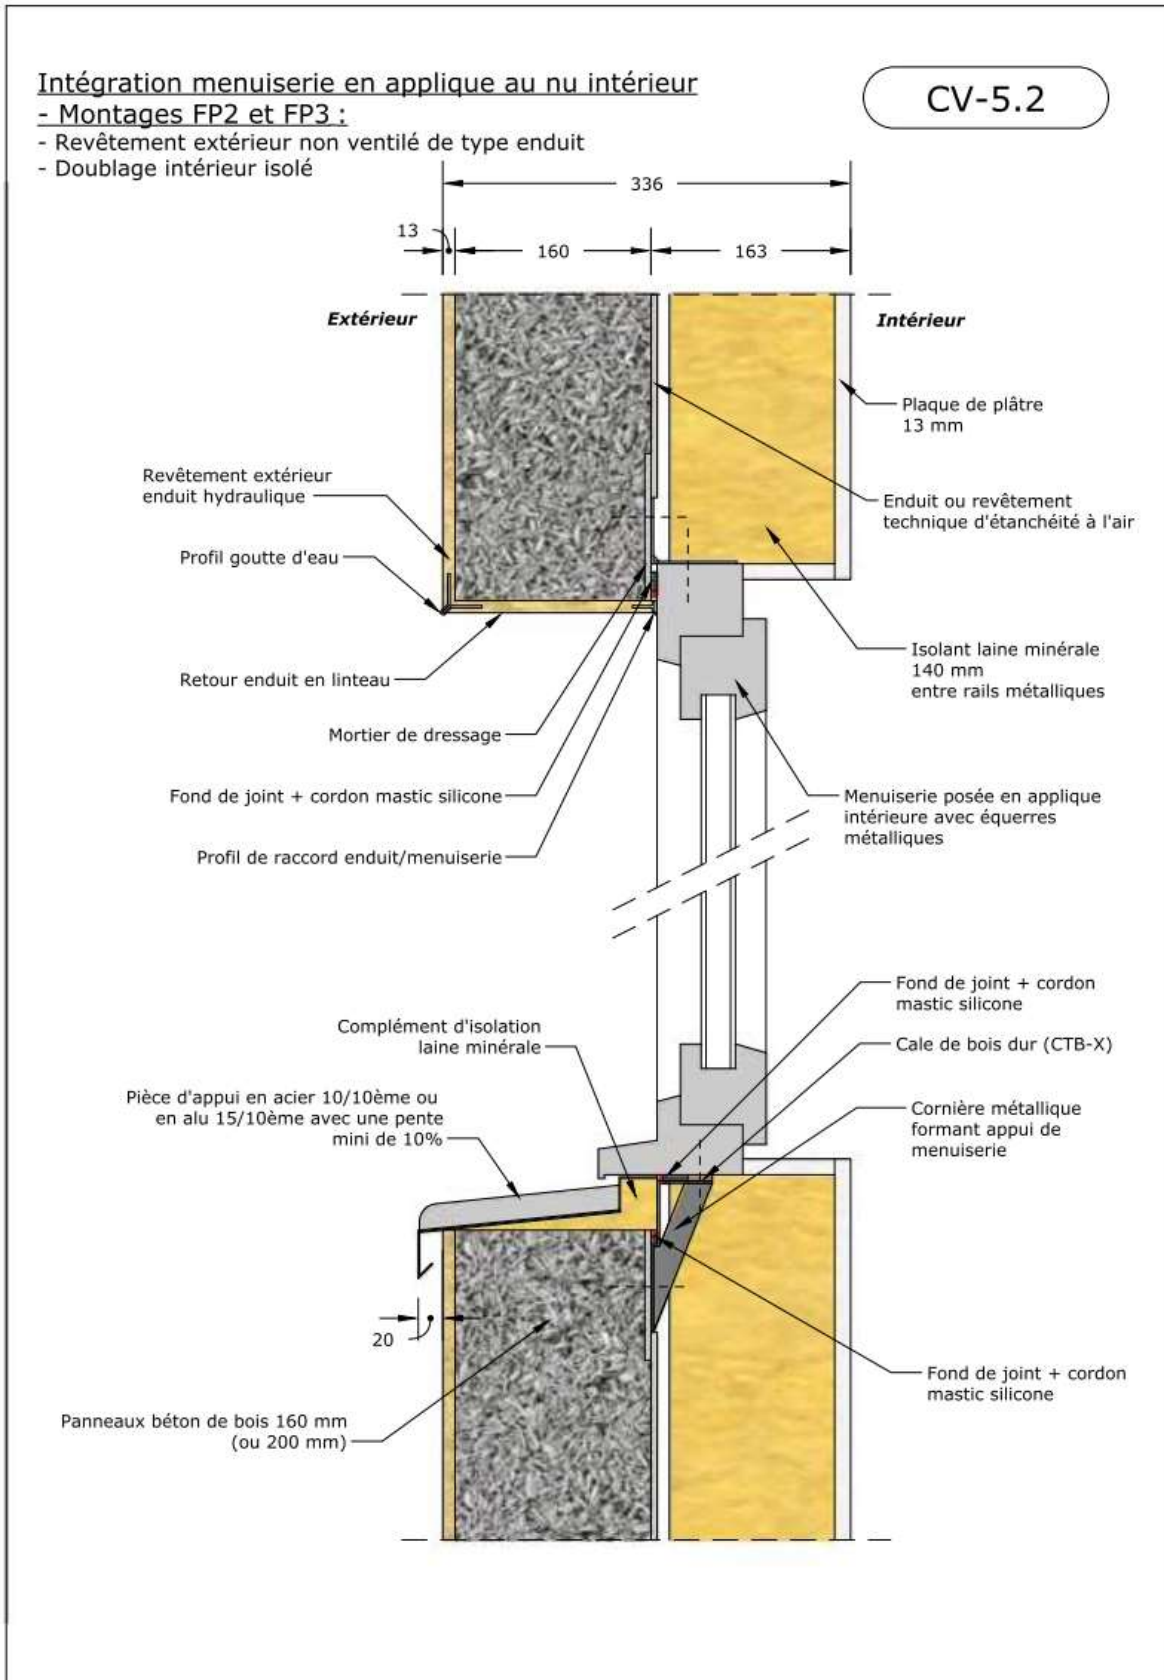 Intégration menuiserie en applique au nu intérieur
- Montages FP2 et FP3 :
- Revêtement extérieur non ventilé de type enduit
- Doublage intérieur isolé
CV-5.2
336
13
160
163
Extérieur
Intérieur
Plaque de plâtre
13 mm
Revêtement extérieur
enduit hydraulique
Enduit ou revêtement
technique d'étanchéité à l'air
Profil goutte d'eau
Isolant laine minérale
140 mm
entre rails métalliques
Retour enduit en linteau
Mortier de dressage
Fond de joint + cordon mastic silicone
Menuiserie posée en applique
intérieure avec équerres
métalliques
Profil de raccord enduit/menuiserie
Fond de joint + cordon
mastic silicone
Complément d'isolation
laine minérale
Cale de bois dur (CTB-X)
Pièce d'appui en acier 10/10ème ou
en alu 15/10ème avec une pente
mini de 10%
Cornière métallique
formant appui de
menuiserie
20
Fond de joint + cordon
mastic silicone
Panneaux béton de bois 160 mm
(ou 200 mm)